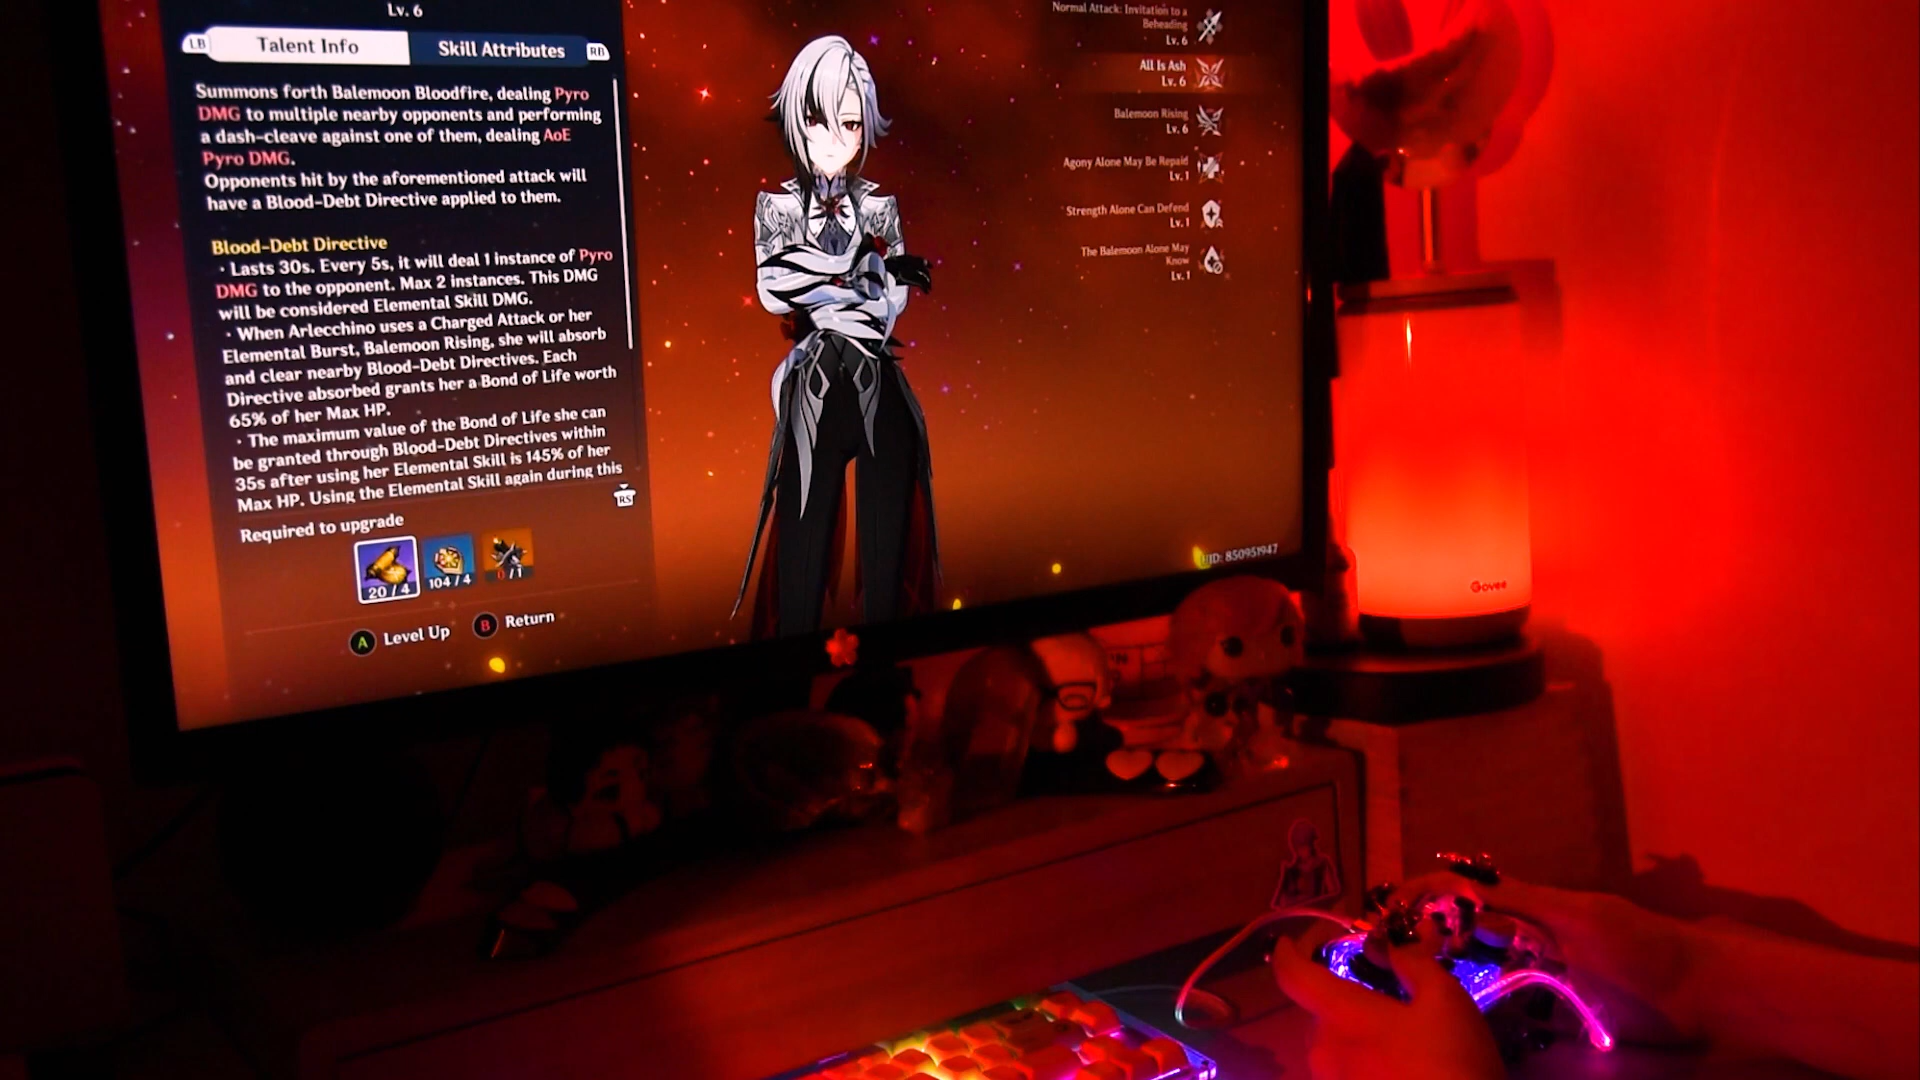 Lv. 6
LB
Talent Info
Skill Attributes
RB
Summons forth Balemoon Bloodfire, dealing Pyro
DMG to multiple nearby opponents and performing
a dash-cleave against one of them, dealing AoE
Pyro DMG.
Opponents hit by the aforementioned attack will
have a Blood-Debt Directive applied to them.
Blood-Debt Directive
· Lasts 30s. Every 5s, it will deal 1 instance of Pyro
DMG to the opponent. Max 2 instances. This DMG
will be considered Elemental Skill DMG.
· When Arlecchino uses a Charged Attack or her
Elemental Burst, Balemoon Rising, she will absorb
and clear nearby Blood-Debt Directives. Each
Directive absorbed grants her a Bond of Life worth
65% of her Max HP.
· The maximum value of the Bond of Life she can
be granted through Blood-Debt Directives within
35s after using her Elemental Skill is 145% of her
Max HP. Using the Elemental Skill again during this
RS
Required to upgrade
20 / 4
104 / 4
0 / 1
A Level Up
B Return
Normal Attack: Invitation to a
Beheading
Lv. 6
All Is Ash
Lv. 6
Balemoon Rising
Lv. 6
Agony Alone May Be Repaid
Lv. 1
Strength Alone Can Defend
Lv. 1
The Balemoon Alone May
Know
Lv. 1
UID: 850951947
Govee